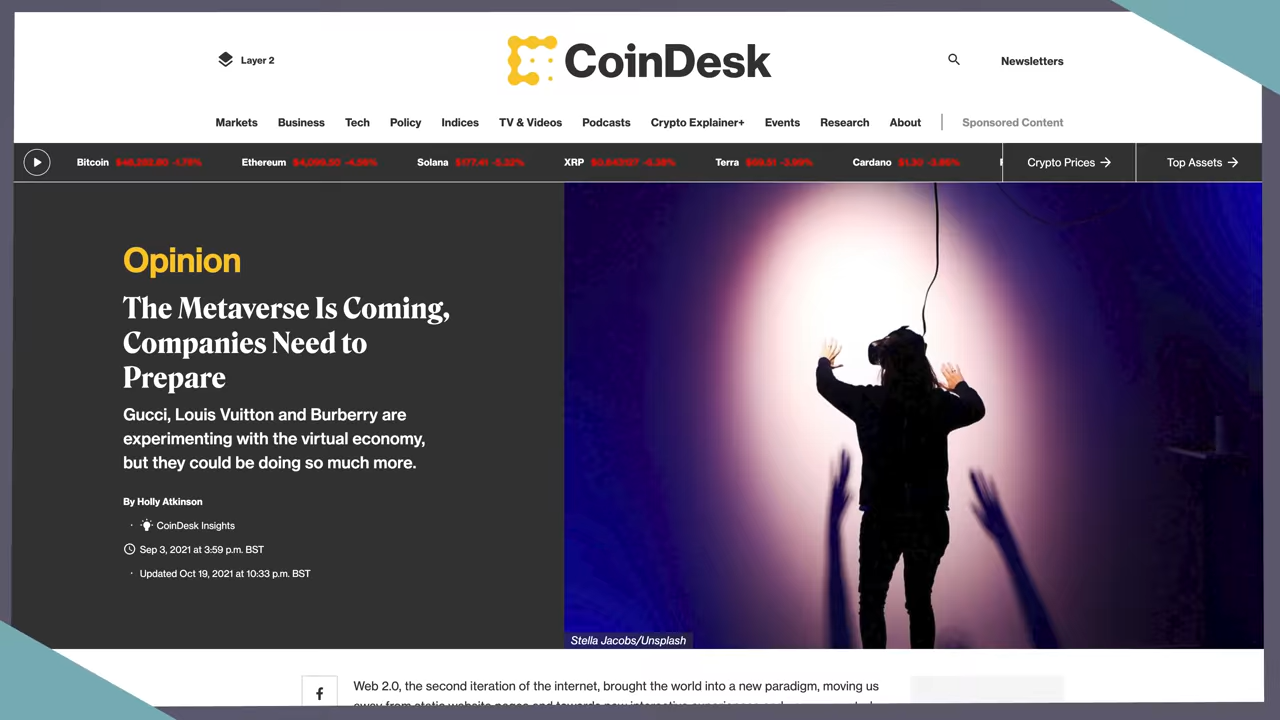 Layer 2
CoinDesk
Newsletters
Markets Business Tech Policy Indices TV & Videos Podcasts Crypto Explainer+ Events Research About Sponsored Content
Bitcoin Ethereum Solana XRP Terra Cardano Crypto Prices → Top Assets →
Opinion
The Metaverse Is Coming,
Companies Need to
Prepare
Gucci, Louis Vuitton and Burberry are
experimenting with the virtual economy,
but they could be doing so much more.
By Holly Atkinson
· CoinDesk Insights
Sep 3, 2021 at 3:59 p.m. BST
· Updated Oct 19, 2021 at 10:33 p.m. BST
Stella Jacobs/Unsplash
f
Web 2.0, the second iteration of the internet, brought the world into a new paradigm, moving us